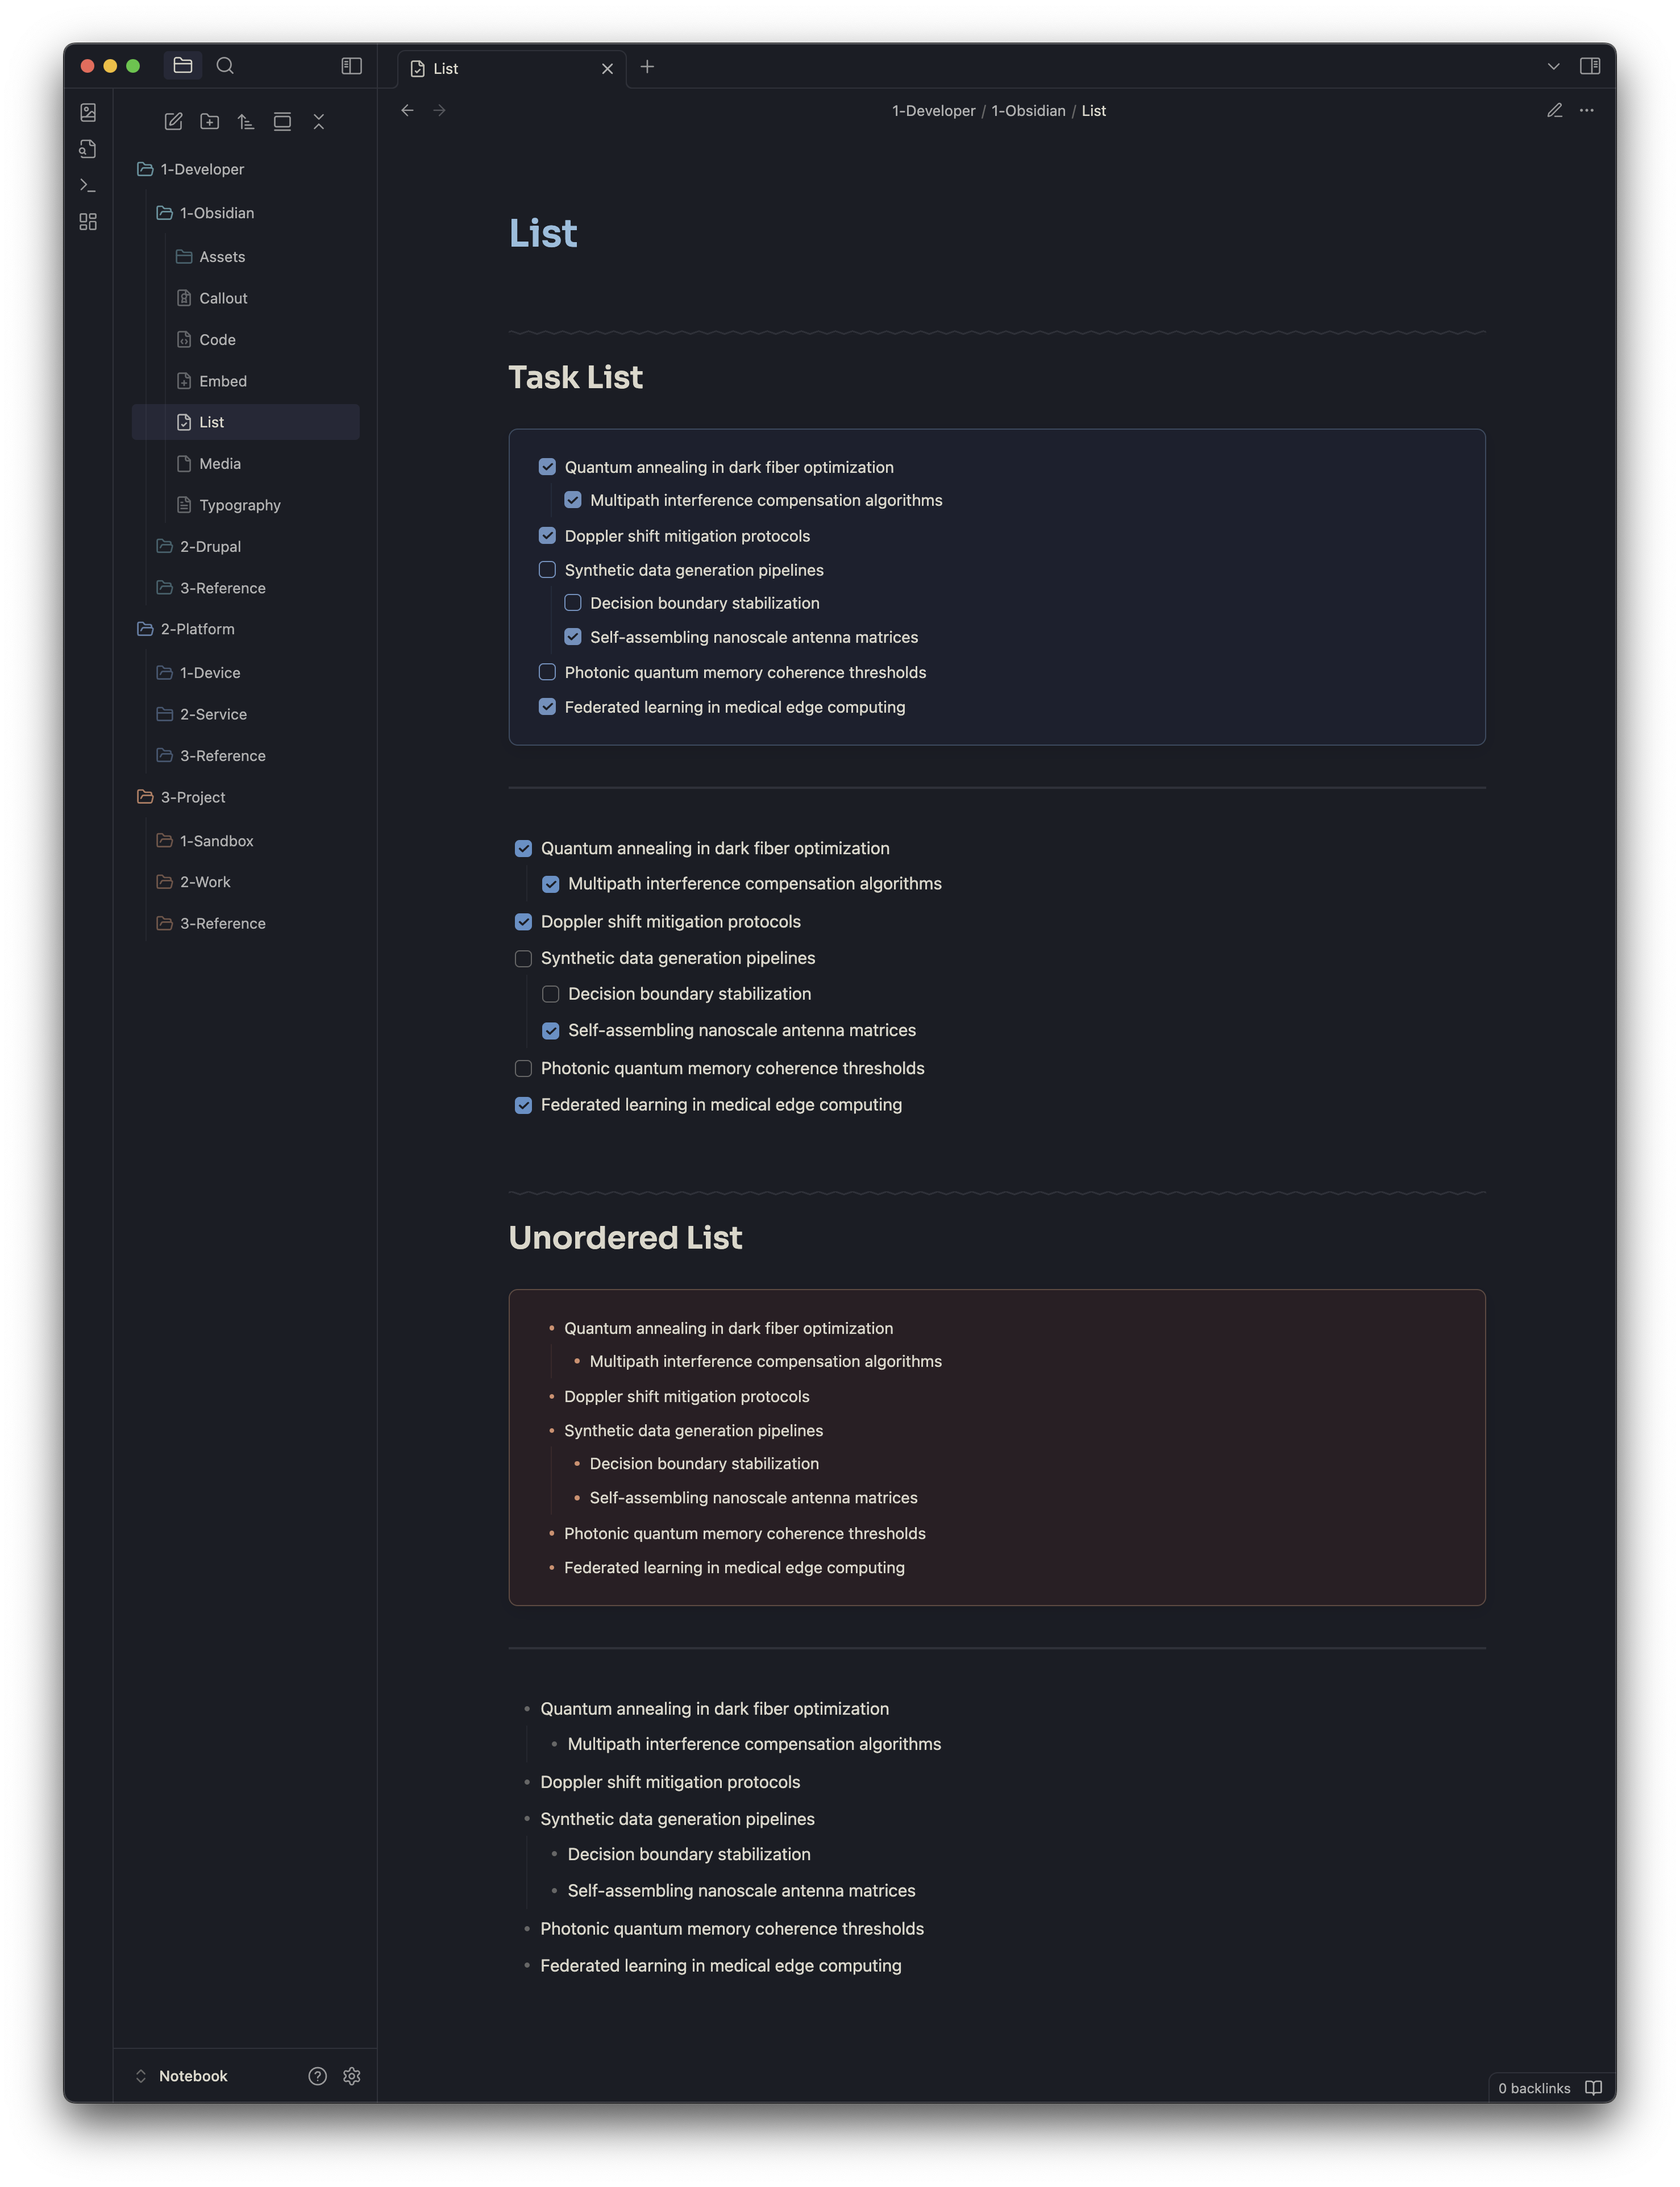 List
1-Developer / 1-Obsidian / List
1-Developer
1-Obsidian
Assets
Callout
Code
Embed
List
Media
Typography
2-Drupal
3-Reference
2-Platform
1-Device
2-Service
3-Reference
3-Project
1-Sandbox
2-Work
3-Reference
Notebook
List
Task List
Quantum annealing in dark fiber optimization
Multipath interference compensation algorithms
Doppler shift mitigation protocols
Synthetic data generation pipelines
Decision boundary stabilization
Self-assembling nanoscale antenna matrices
Photonic quantum memory coherence thresholds
Federated learning in medical edge computing
Quantum annealing in dark fiber optimization
Multipath interference compensation algorithms
Doppler shift mitigation protocols
Synthetic data generation pipelines
Decision boundary stabilization
Self-assembling nanoscale antenna matrices
Photonic quantum memory coherence thresholds
Federated learning in medical edge computing
Unordered List
Quantum annealing in dark fiber optimization
Multipath interference compensation algorithms
Doppler shift mitigation protocols
Synthetic data generation pipelines
Decision boundary stabilization
Self-assembling nanoscale antenna matrices
Photonic quantum memory coherence thresholds
Federated learning in medical edge computing
Quantum annealing in dark fiber optimization
Multipath interference compensation algorithms
Doppler shift mitigation protocols
Synthetic data generation pipelines
Decision boundary stabilization
Self-assembling nanoscale antenna matrices
Photonic quantum memory coherence thresholds
Federated learning in medical edge computing
0 backlinks